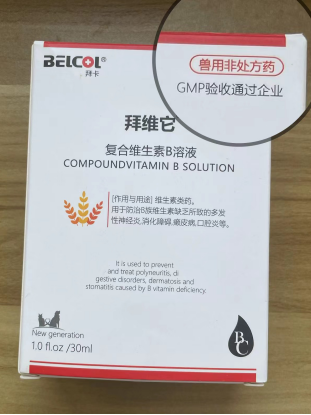 BELCOL®
拜卡
兽用非处方药
GMP验收通过企业
拜维它
复合维生素B溶液
COMPOUNDVITAMIN B SOLUTION
[作用与用途] 维生素类药。
用于防治B族维生素缺乏所致的多发
性神经炎,消化障碍,癞皮病,口腔炎等。
It is used to prevent
and treat polyneuritis, di
gestive disorders, dermatosis and
stomatitis caused by B vitamin deficiency.
New generation
1.0 fl.oz /30ml
BC